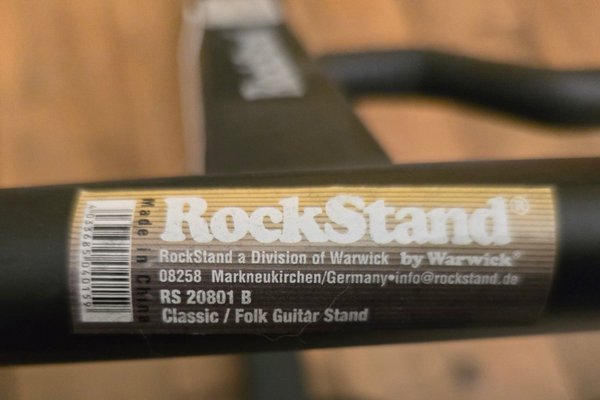 RockStand®
RockStand a Division of Warwick by Warwick®
08258 Markneukirchen/Germany•info@rockstand.de
RS 20801 B
Classic / Folk Guitar Stand
Made in China